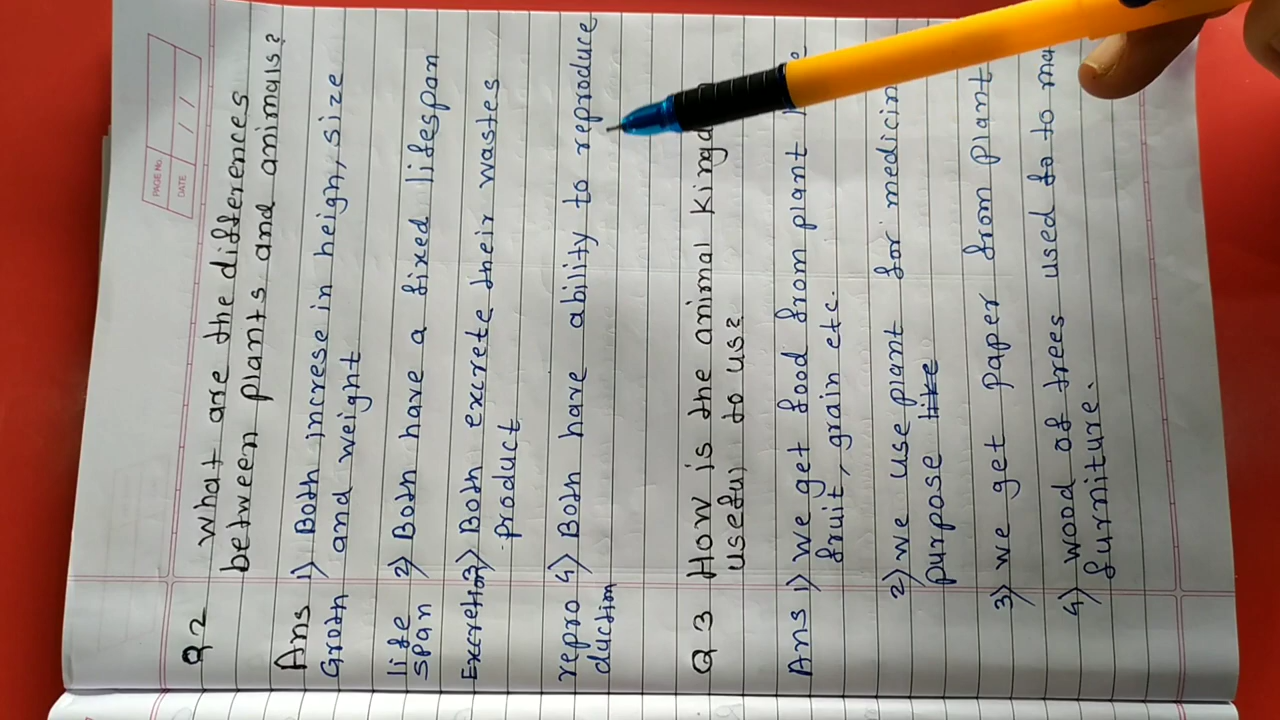 PAGE No.
DATE / /
Q2 what are the differences
between plants and animals?
Ans 1) Both increse in heign, size
Groth and weight
life 2) Both have a fixed lifespan
span
Excretion 3) Both excrete their wastes
product
repro 4) Both have ability to reproduce
duction
Q3 How is the animal
useful to us?
Ans 1) we get food from plant
fruit, grain etc.
2) we use plant for
purpose like
3) we get paper from plant
4) wood of trees used to to
furniture.